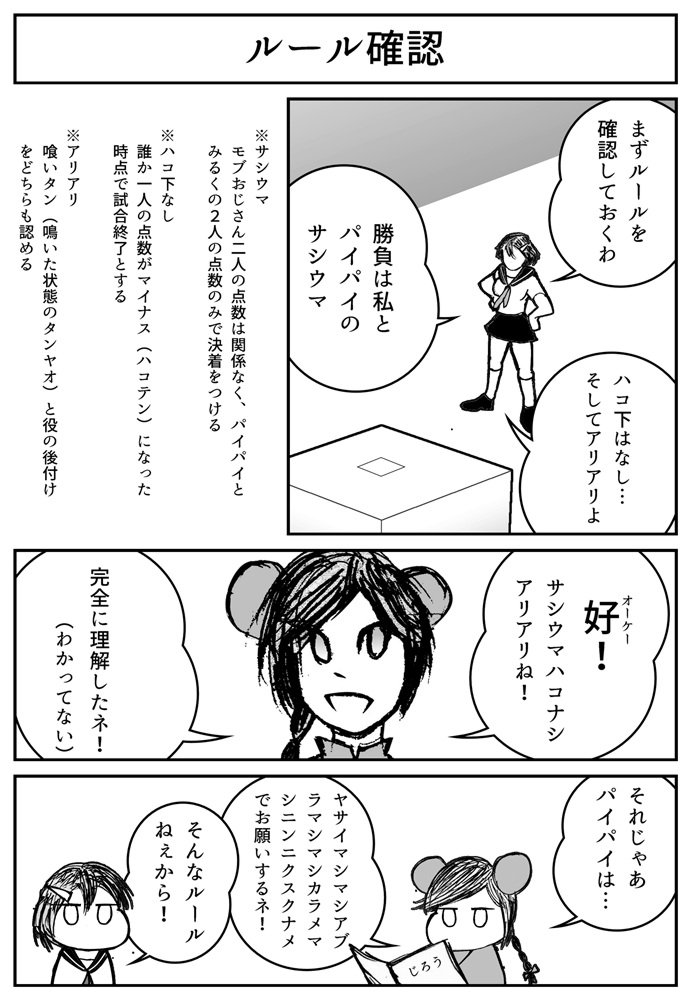 ルール確認
まずルールを
確認しておくわ
勝負は私と
パイパイの
サシウマ
ハコ下はなし…
そしてアリアリよ
※サシウマ
モブおじさん二人の点数は関係なく、パイパイと
みるくの2人の点数のみで決着をつける
※ハコ下なし
誰か一人の点数がマイナス（ハコテン）になった
時点で試合終了とする
※アリアリ
喰いタン（鳴いた状態のタンヤオ）と役の後付け
をどちらも認める
オーケー
好！
サシウマハコナシ
アリアリね！
完全に理解したネ！
（わかってない）
それじゃあ
パイパイは…
ヤサイマシマシアブ
ラマシマシカラメマ
シニンニクスクナメ
でお願いするネ！
じろう
そんなルール
ねぇから！